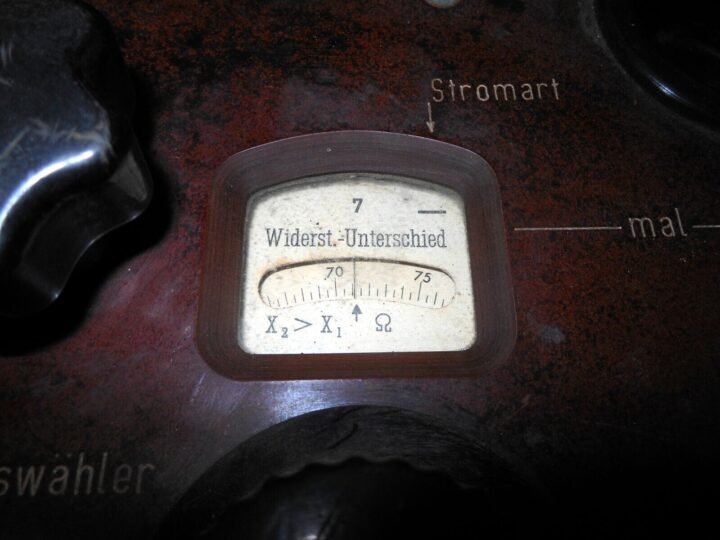 Stromart
7 —
Widerst.-Unterschied
mal
70 75
X₂ > X₁ Ω
swähler